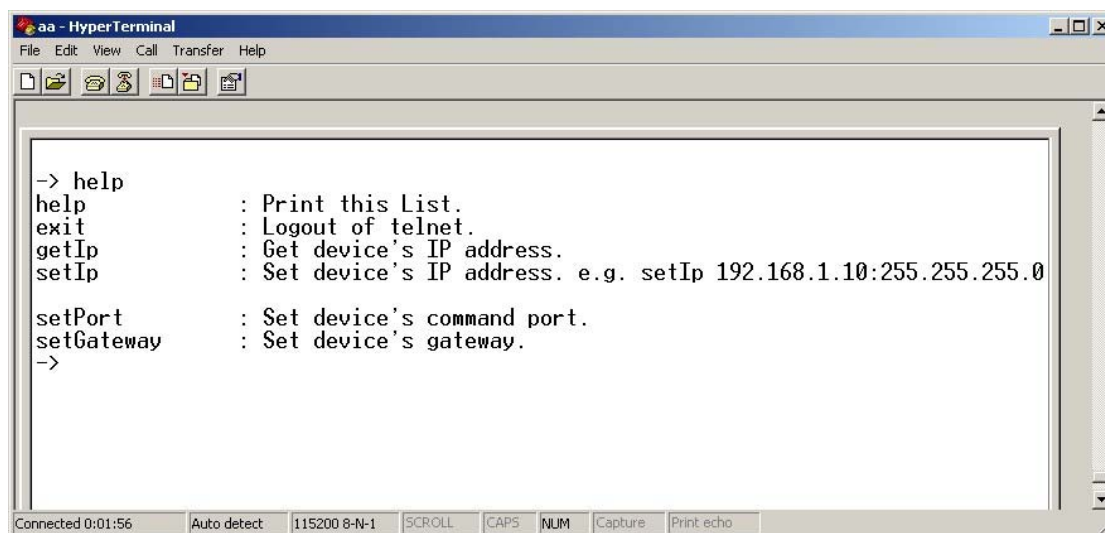 aa - HyperTerminal
File Edit View Call Transfer Help
-> help
help : Print this List.
exit : Logout of telnet.
getIp : Get device's IP address.
setIp : Set device's IP address. e.g. setIp 192.168.1.10:255.255.255.0
setPort : Set device's command port.
setGateway : Set device's gateway.
->
Connected 0:01:56 Auto detect 115200 8-N-1 SCROLL CAPS NUM Capture Print echo